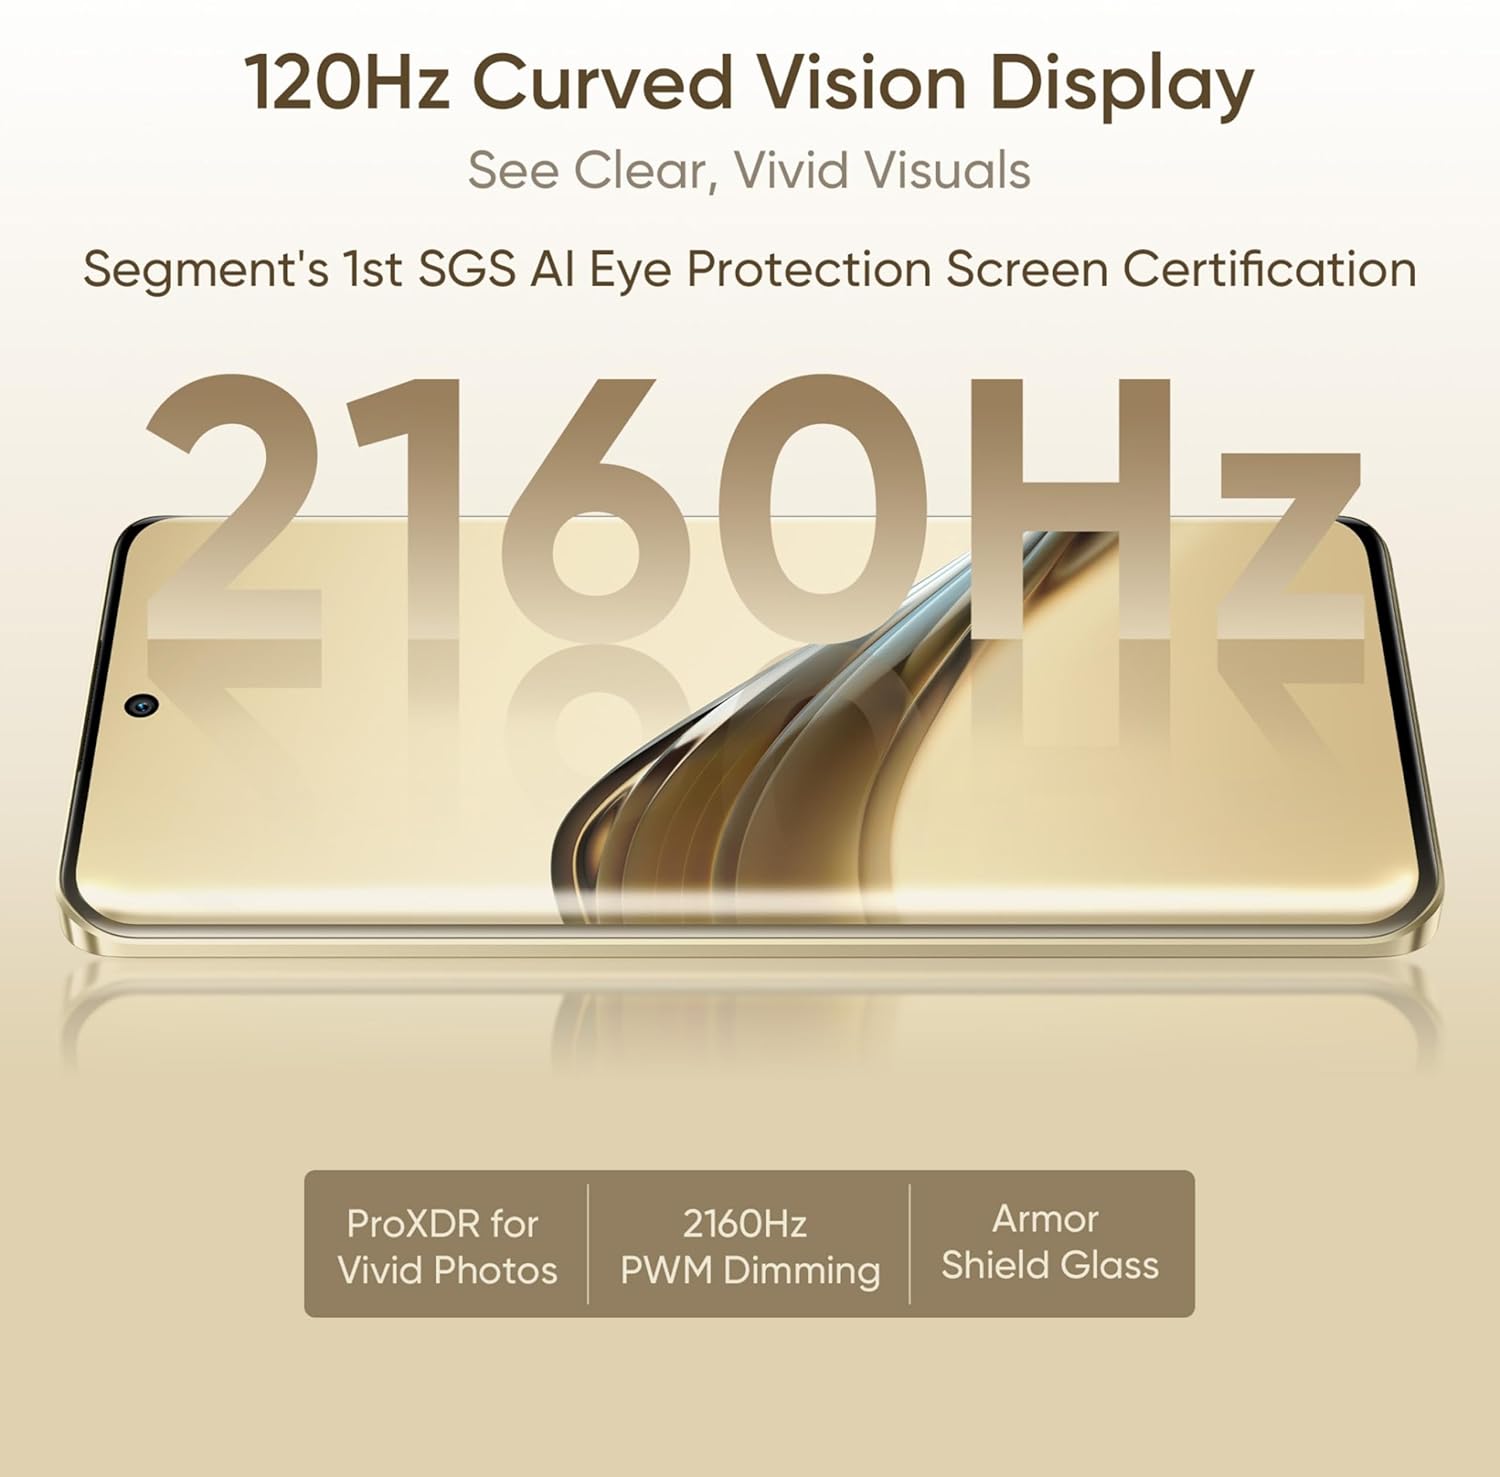 120Hz Curved Vision Display
See Clear, Vivid Visuals
Segment's 1st SGS AI Eye Protection Screen Certification
2160Hz
ProXDR for
Vivid Photos
2160Hz
PWM Dimming
Armor
Shield Glass